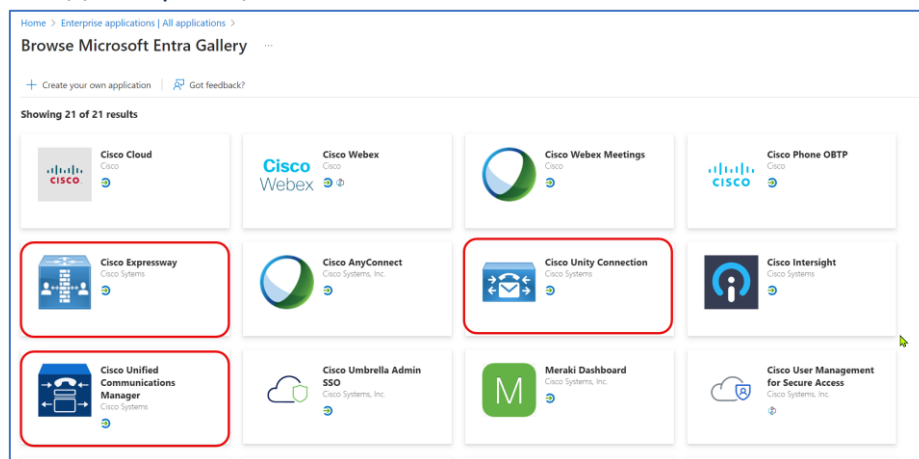 Home > Enterprise applications | All applications >
Browse Microsoft Entra Gallery ...
+ Create your own application | Got feedback?
Showing 21 of 21 results
CISCO
Cisco Cloud
Cisco
Cisco Webex
Cisco Webex
Cisco
Cisco Webex Meetings
Cisco
CISCO
Cisco Phone OBTP
Cisco
Cisco Expressway
Cisco Sytems
Cisco AnyConnect
Cisco Systems, Inc.
Cisco Unity Connection
Cisco Systems
Cisco Intersight
Cisco Systems
Cisco Unified
Communications
Manager
Cisco Systems
Cisco Umbrella Admin
SSO
Cisco Systems, Inc.
M
Meraki Dashboard
Cisco Systems, Inc.
Cisco User Management
for Secure Access
Cisco Systems, Inc.